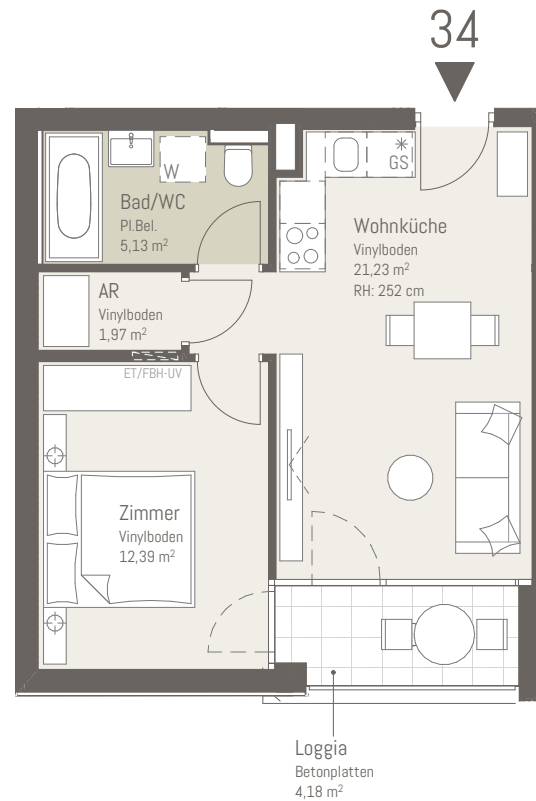 34
W
GS
Bad/WC
Pl.Bel.
5,13 m²
Wohnküche
Vinylboden
21,23 m²
RH: 252 cm
AR
Vinylboden
1,97 m²
ET/FBH-UV
Zimmer
Vinylboden
12,39 m²
Loggia
Betonplatten
4,18 m²